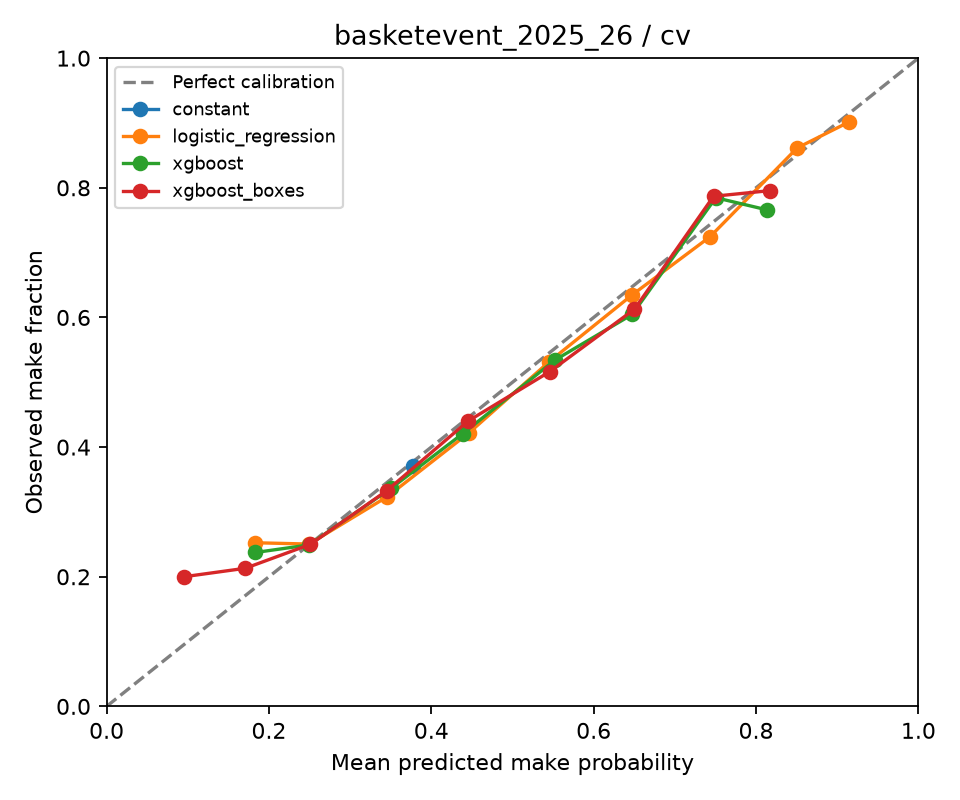 basketevent_2025_26 / cv
1.0
0.8
0.6
0.4
0.2
0.0
Observed make fraction
Perfect calibration
constant
logistic_regression
xgboost
xgboost_boxes
0.0 0.2 0.4 0.6 0.8 1.0
Mean predicted make probability